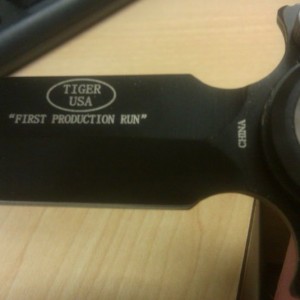 TIGER
USA
"FIRST PRODUCTION RUN"
CHINA